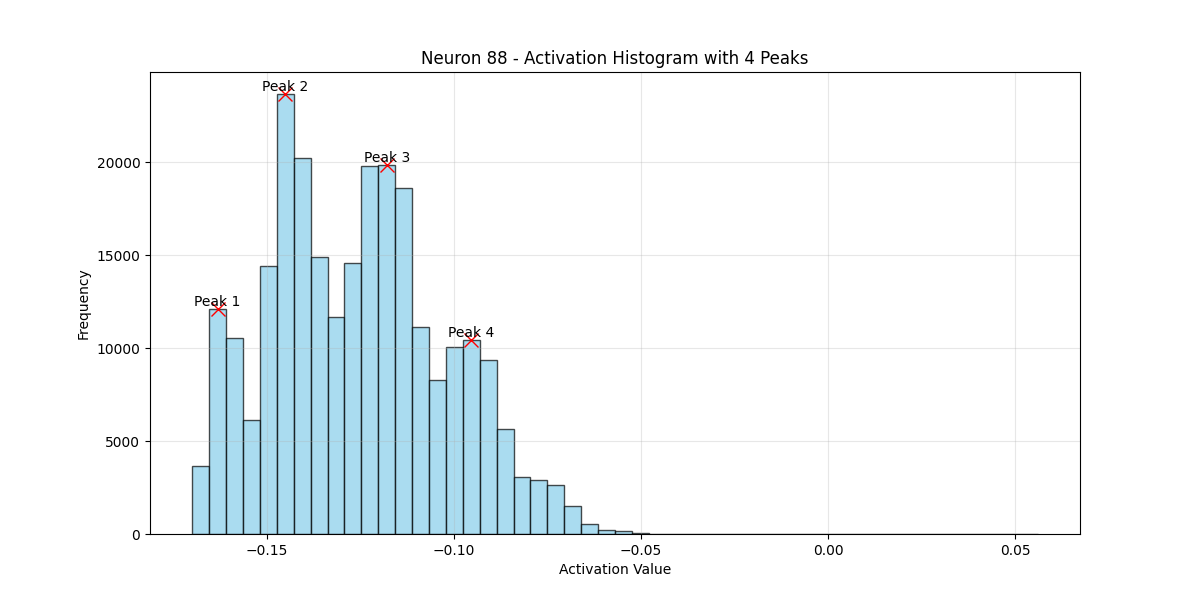 Neuron 88 - Activation Histogram with 4 Peaks
Peak 2
Peak 3
Peak 1
Peak 4
Frequency
20000
15000
10000
5000
0
−0.15
−0.10
−0.05
0.00
0.05
Activation Value